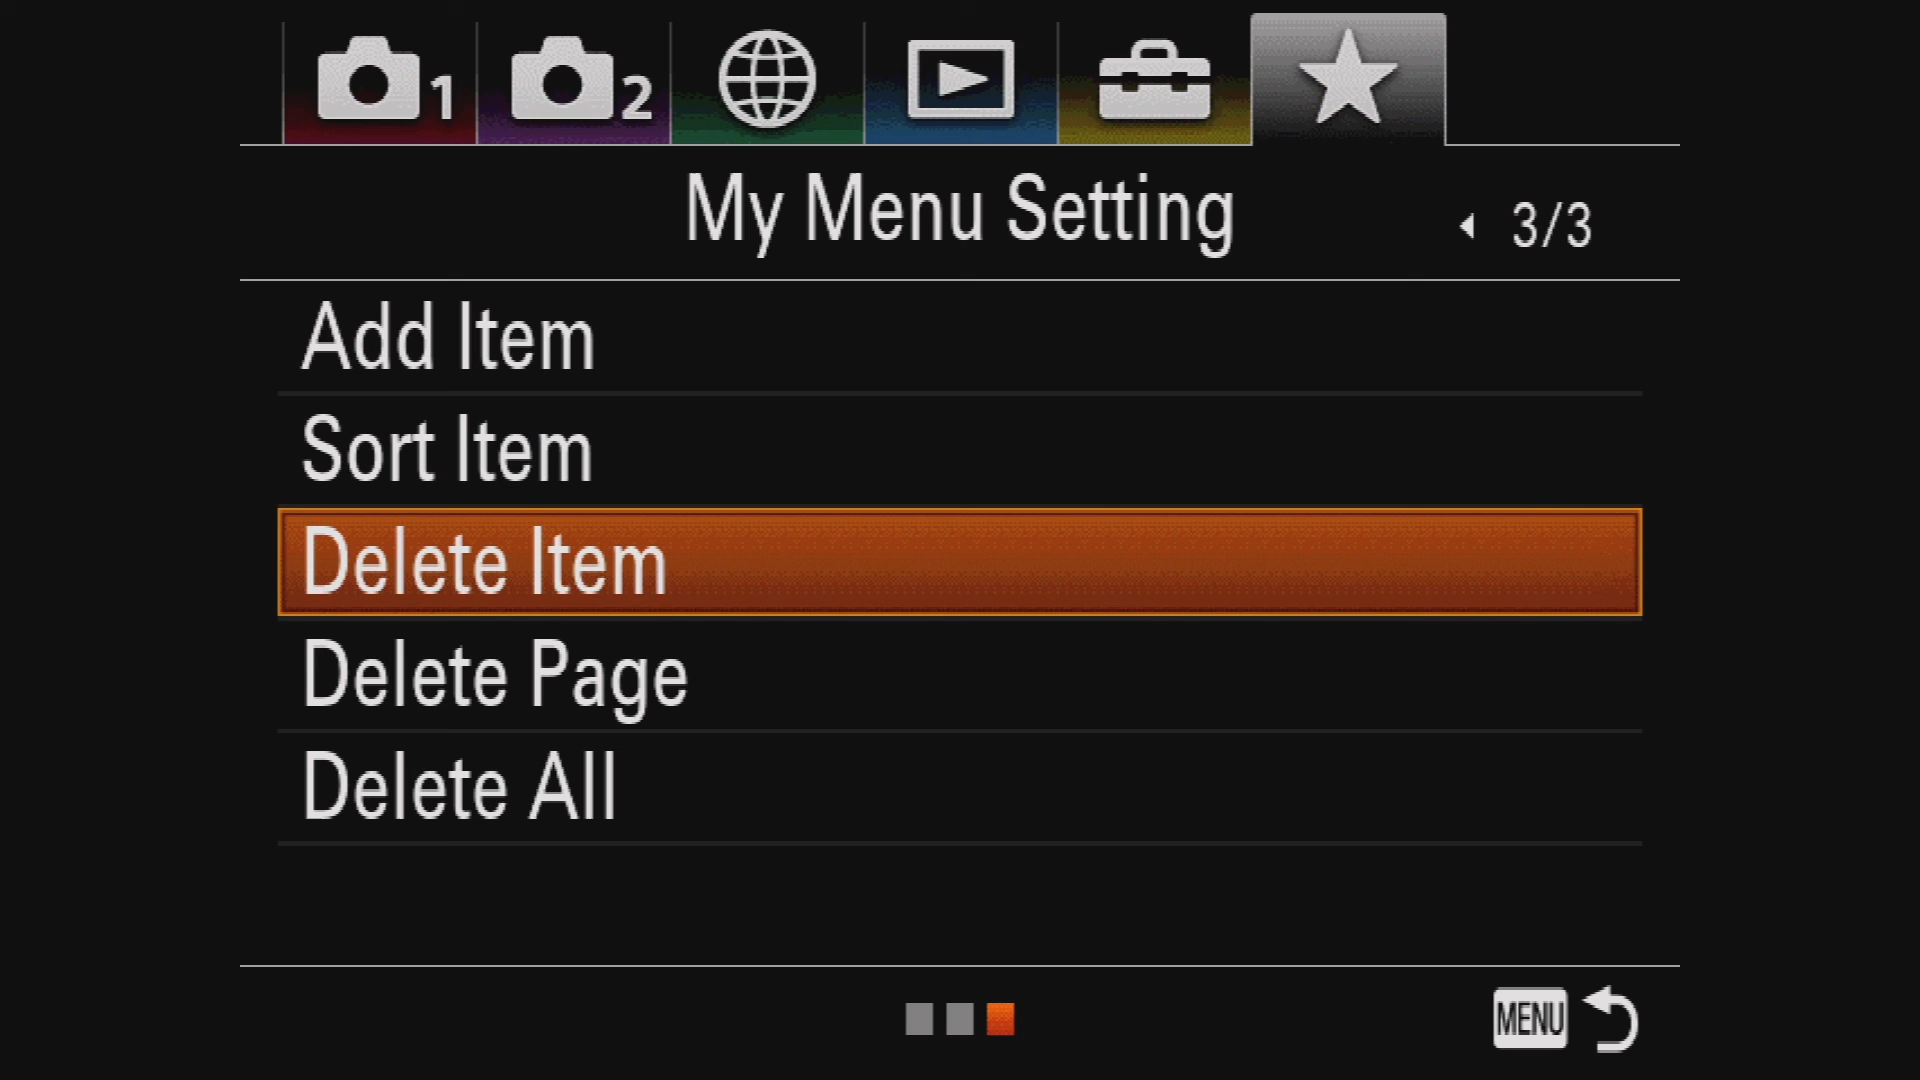 1
2
My Menu Setting
3/3
Add Item
Sort Item
Delete Item
Delete Page
Delete All
MENU